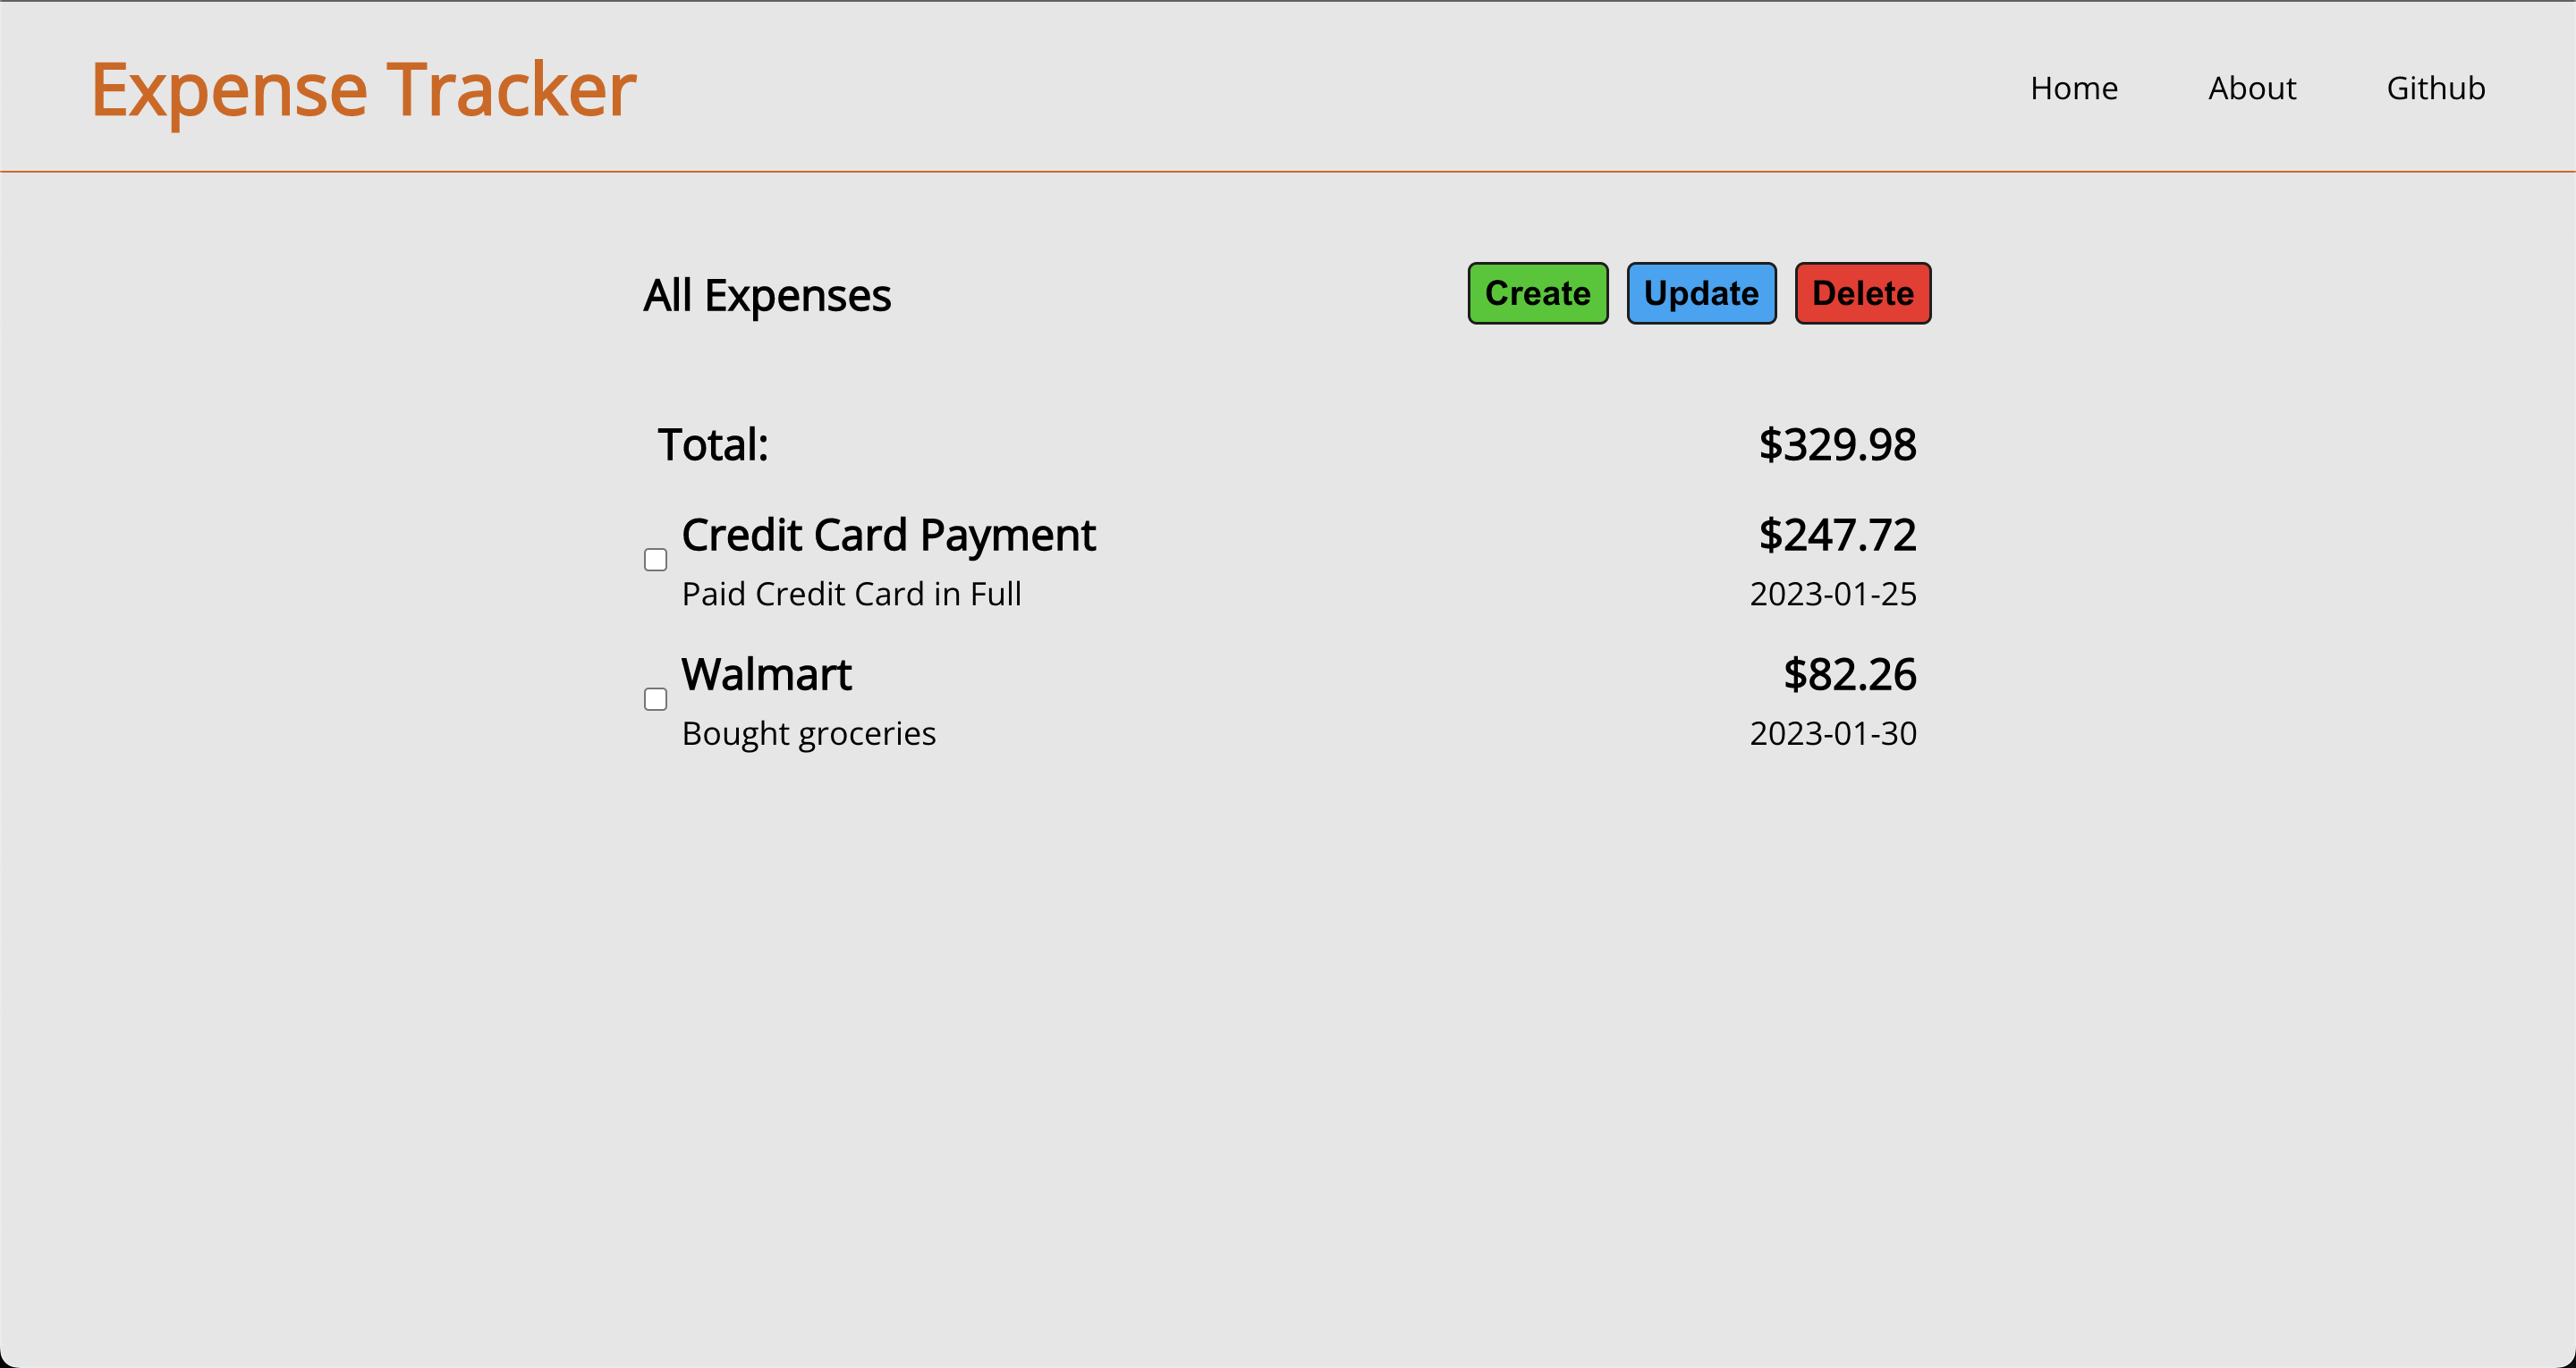 Expense Tracker Home About Github
All Expenses Create Update Delete
Total: $329.98
Credit Card Payment $247.72
Paid Credit Card in Full 2023-01-25
Walmart $82.26
Bought groceries 2023-01-30